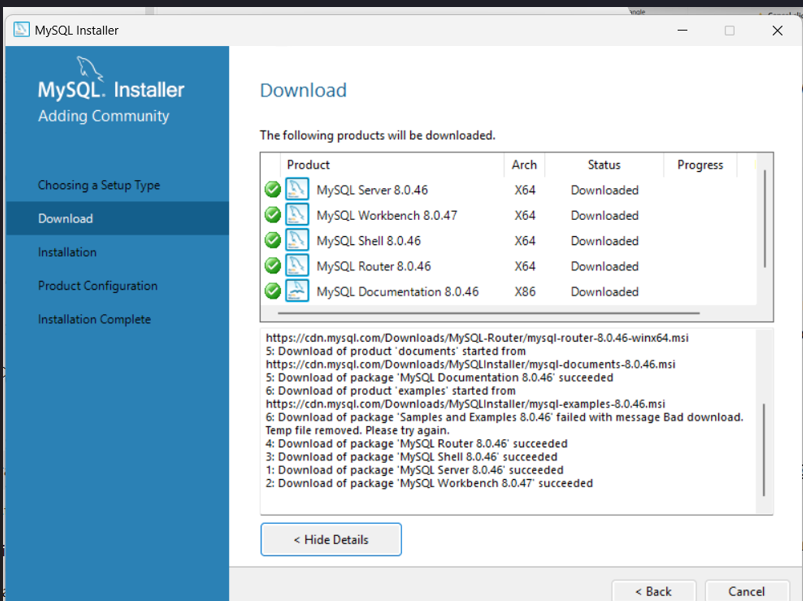 MySQL Installer
MySQL. Installer
Adding Community
Choosing a Setup Type
Download
Installation
Product Configuration
Installation Complete
Download
The following products will be downloaded.
Product Arch Status Progress
MySQL Server 8.0.46 X64 Downloaded
MySQL Workbench 8.0.47 X64 Downloaded
MySQL Shell 8.0.46 X64 Downloaded
MySQL Router 8.0.46 X64 Downloaded
MySQL Documentation 8.0.46 X86 Downloaded
https://cdn.mysql.com/Downloads/MySQL-Router/mysql-router-8.0.46-winx64.msi
5: Download of product 'documents' started from
https://cdn.mysql.com/Downloads/MySQLInstaller/mysql-documents-8.0.46.msi
5: Download of package 'MySQL Documentation 8.0.46' succeeded
6: Download of product 'examples' started from
https://cdn.mysql.com/Downloads/MySQLInstaller/mysql-examples-8.0.46.msi
6: Download of package 'Samples and Examples 8.0.46' failed with message Bad download.
Temp file removed. Please try again.
4: Download of package 'MySQL Router 8.0.46' succeeded
3: Download of package 'MySQL Shell 8.0.46' succeeded
1: Download of package 'MySQL Server 8.0.46' succeeded
2: Download of package 'MySQL Workbench 8.0.47' succeeded
< Hide Details
< Back Cancel